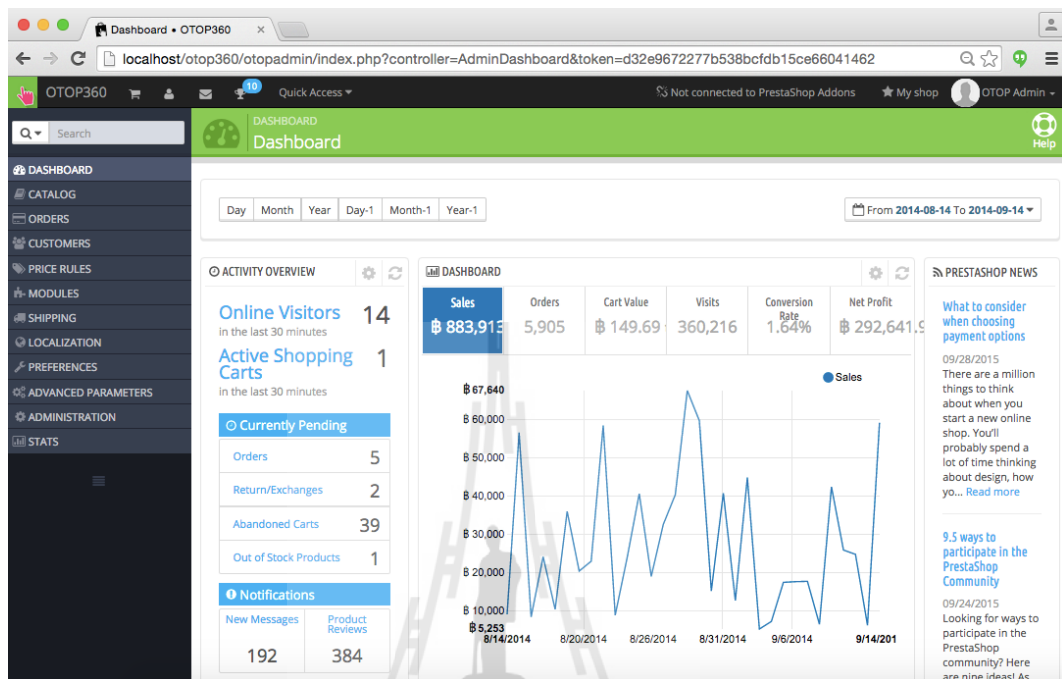 Dashboard • OTOP360
localhost/otop360/otopadmin/index.php?controller=AdminDashboard&token=d32e9672277b538bcfdb15ce66041462
OTOP360
10
Quick Access
Not connected to PrestaShop Addons
My shop
OTOP Admin
Search
DASHBOARD
Dashboard
Help
DASHBOARD
CATALOG
ORDERS
CUSTOMERS
PRICE RULES
MODULES
SHIPPING
LOCALIZATION
PREFERENCES
ADVANCED PARAMETERS
ADMINISTRATION
STATS
Day Month Year Day-1 Month-1 Year-1
From 2014-08-14 To 2014-09-14
ACTIVITY OVERVIEW
Online Visitors 14
in the last 30 minutes
Active Shopping 1
Carts
in the last 30 minutes
Currently Pending
Orders 5
Return/Exchanges 2
Abandoned Carts 39
Out of Stock Products 1
Notifications
New Messages
192
Product
Reviews
384
DASHBOARD
Sales
฿ 883,913
Orders
5,905
Cart Value
฿ 149.69
Visits
360,216
Conversion
Rate
1.64%
Net Profit
฿ 292,641.9
Sales
฿ 67,640
฿ 60,000
฿ 50,000
฿ 40,000
฿ 30,000
฿ 20,000
฿ 10,000
฿ 5,253
8/14/2014 8/20/2014 8/26/2014 8/31/2014 9/6/2014 9/14/201
PRESTASHOP NEWS
What to consider
when choosing
payment options
09/28/2015
There are a million
things to think
about when you
start a new online
shop. You'll
probably spend a
lot of time thinking
about design, how
yo... Read more
9.5 ways to
participate in the
PrestaShop
Community
09/24/2015
Looking for ways to
participate in the
PrestaShop
community? Here
are nine ideas! As